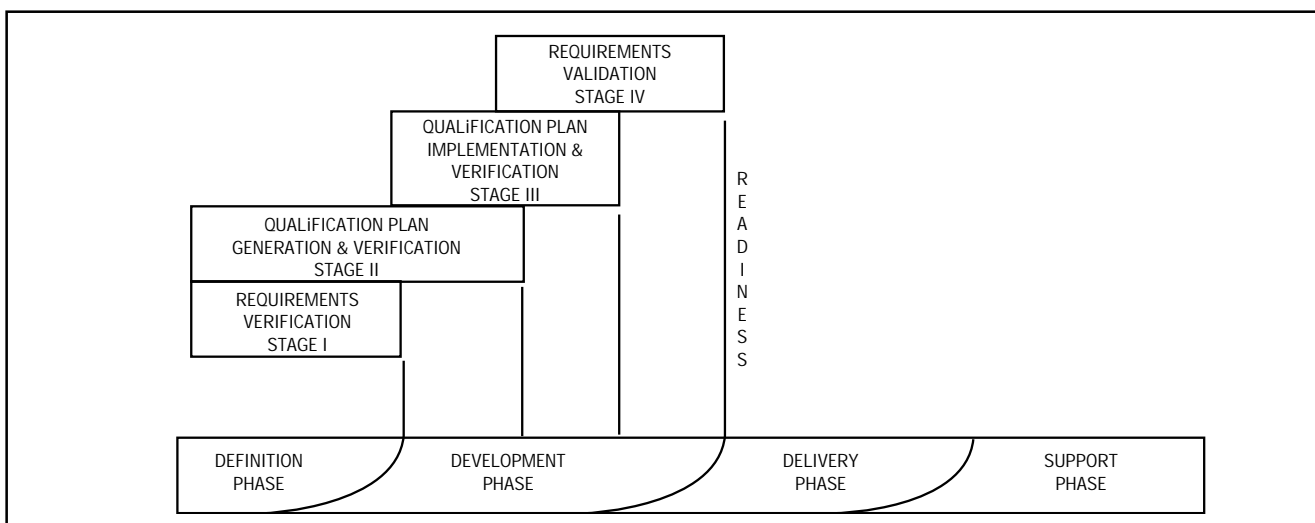 REQUIREMENTS
VALIDATION
STAGE IV
QUALiFICATION PLAN
IMPLEMENTATION &
VERIFICATION
STAGE III
QUALiFICATION PLAN
GENERATION & VERIFICATION
STAGE II
REQUIREMENTS
VERIFICATION
STAGE I
R
E
A
D
I
N
E
S
S
DEFINITION
PHASE
DEVELOPMENT
PHASE
DELIVERY
PHASE
SUPPORT
PHASE